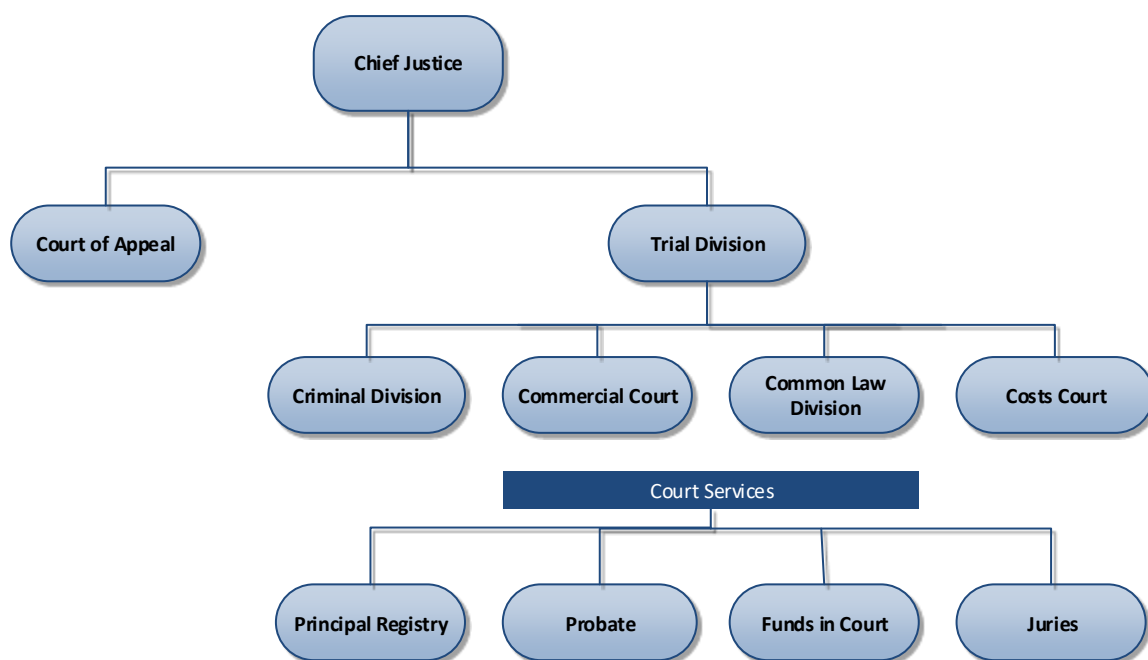 Chief Justice
Court of Appeal
Trial Division
Criminal Division
Commercial Court
Common Law
Division
Costs Court
Court Services
Principal Registry
Probate
Funds in Court
Juries